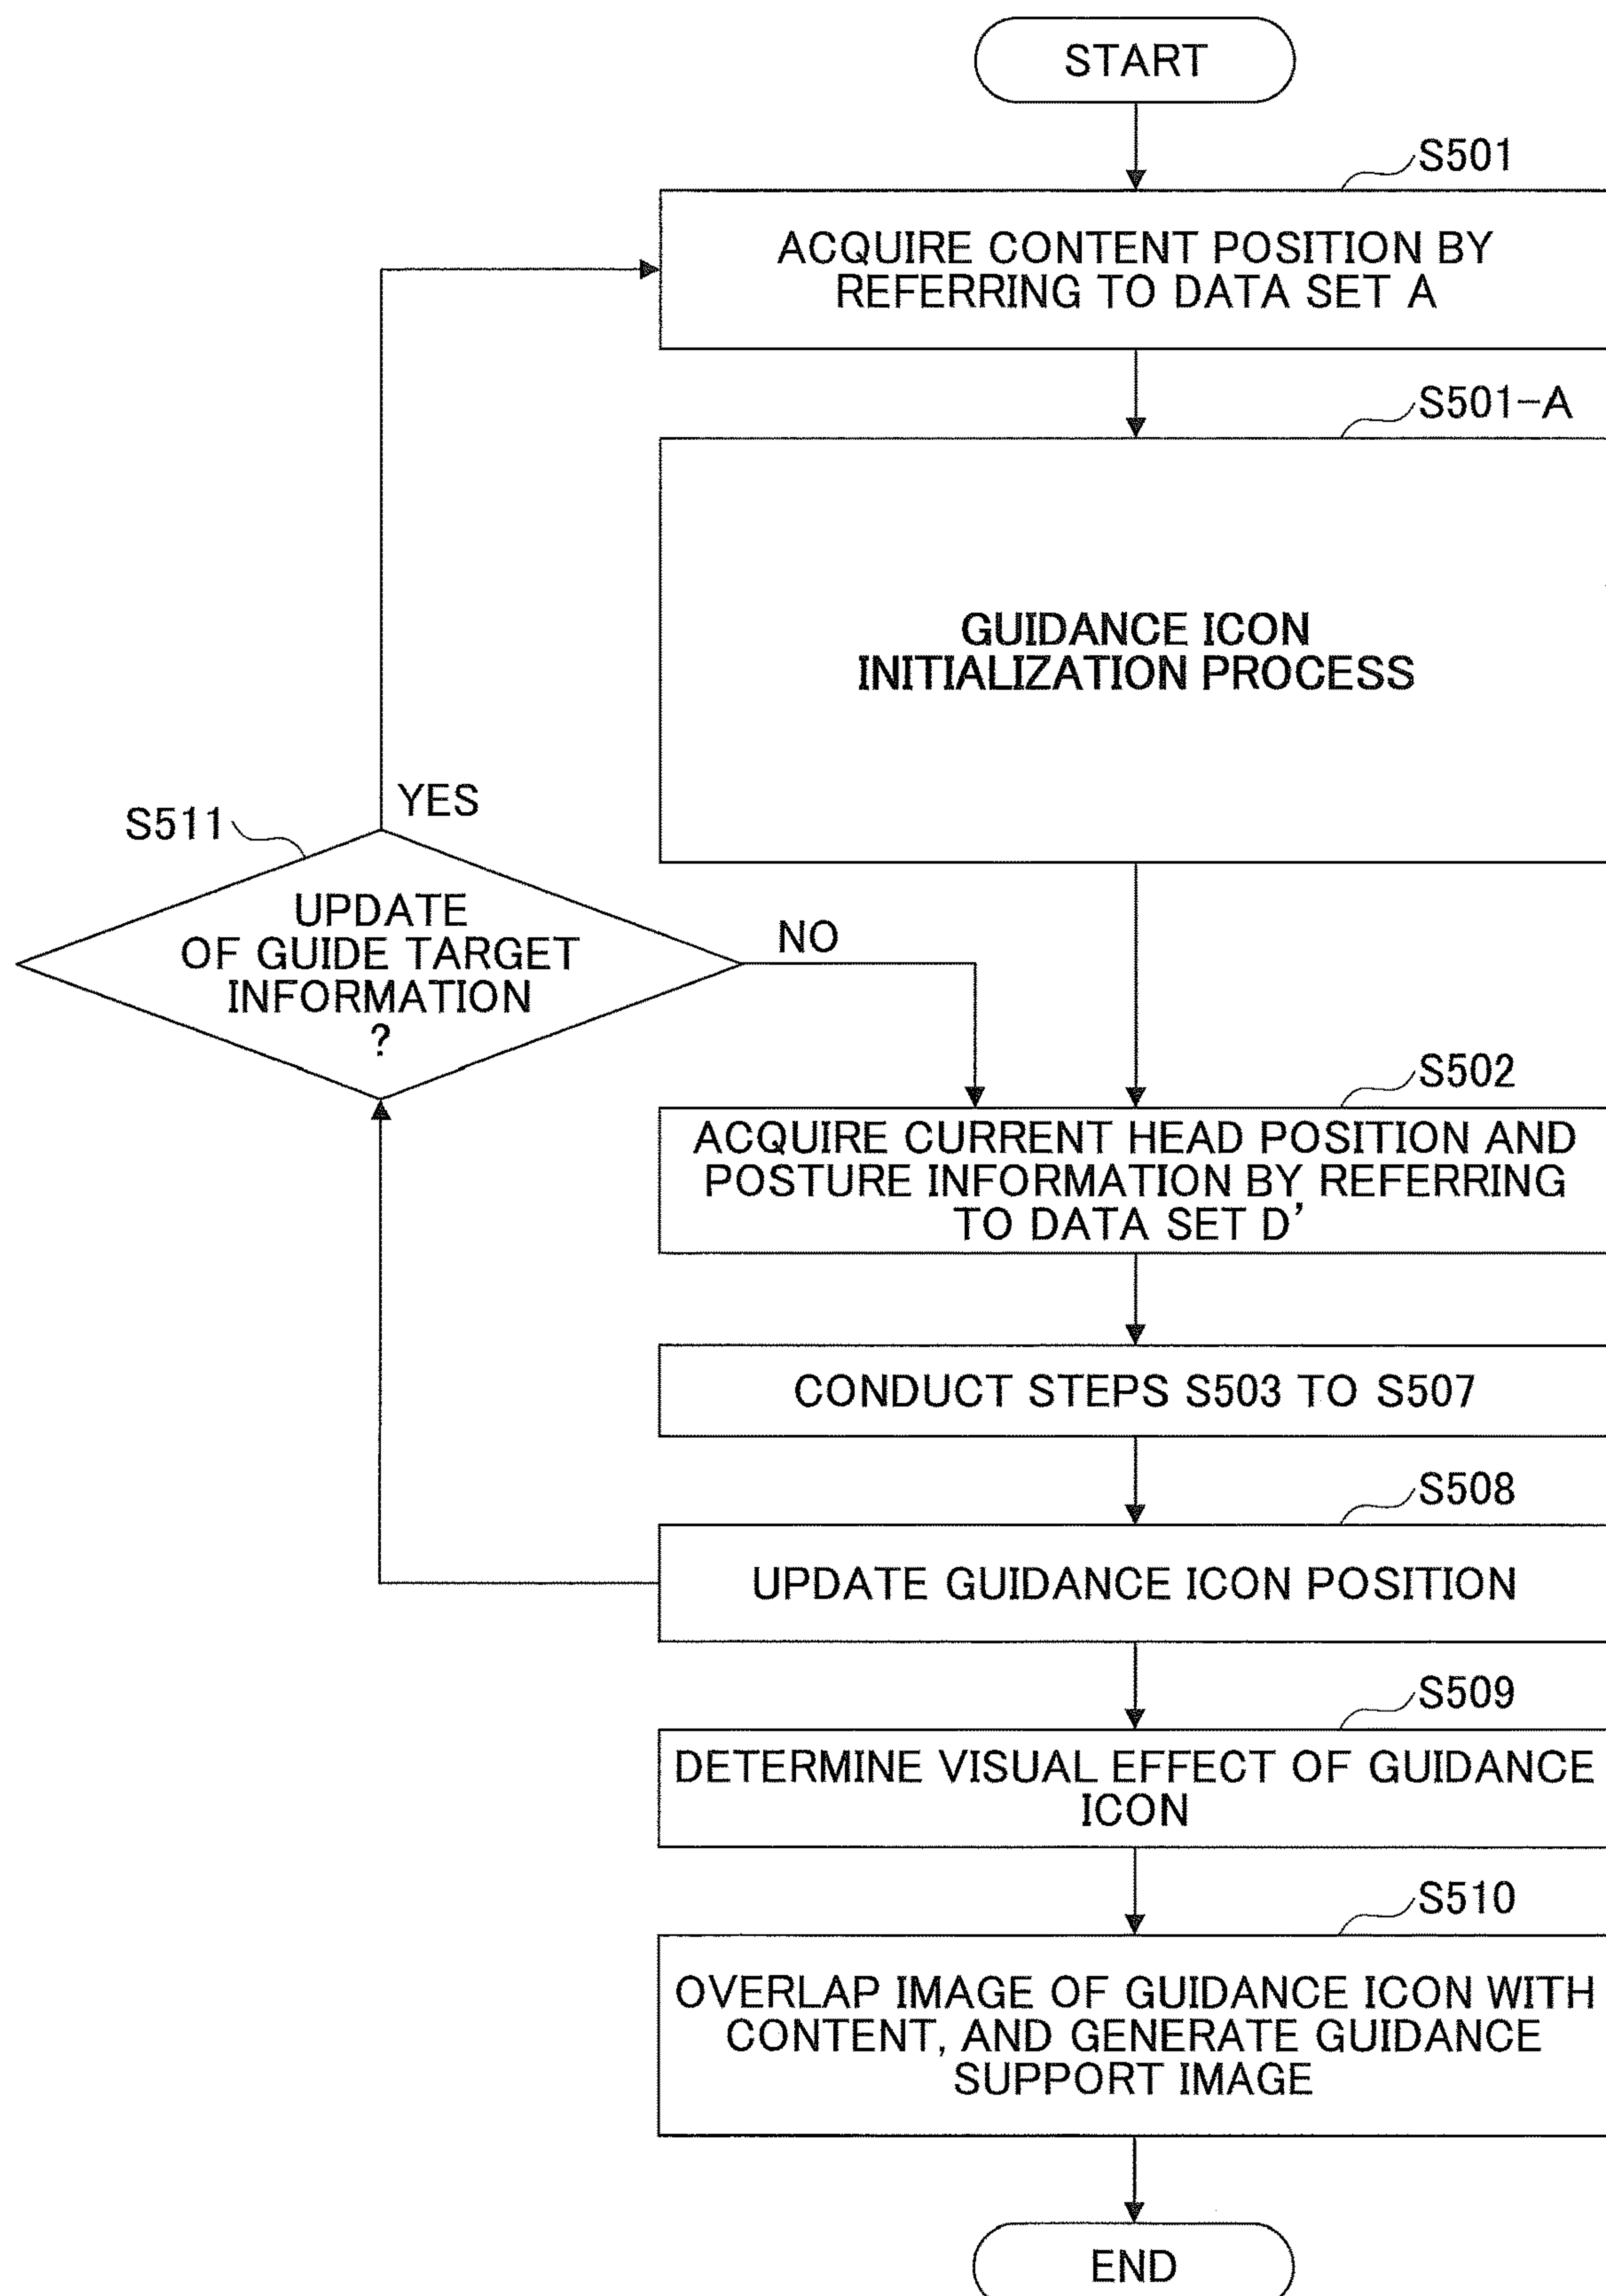 START
S501
ACQUIRE CONTENT POSITION BY
REFERRING TO DATA SET A
S501-A
GUIDANCE ICON
INITIALIZATION PROCESS
YES
S511
UPDATE
OF GUIDE TARGET
INFORMATION
?
NO
S502
ACQUIRE CURRENT HEAD POSITION AND
POSTURE INFORMATION BY REFERRING
TO DATA SET D’
CONDUCT STEPS S503 TO S507
S508
UPDATE GUIDANCE ICON POSITION
S509
DETERMINE VISUAL EFFECT OF GUIDANCE
ICON
S510
OVERLAP IMAGE OF GUIDANCE ICON WITH
CONTENT, AND GENERATE GUIDANCE
SUPPORT IMAGE
END